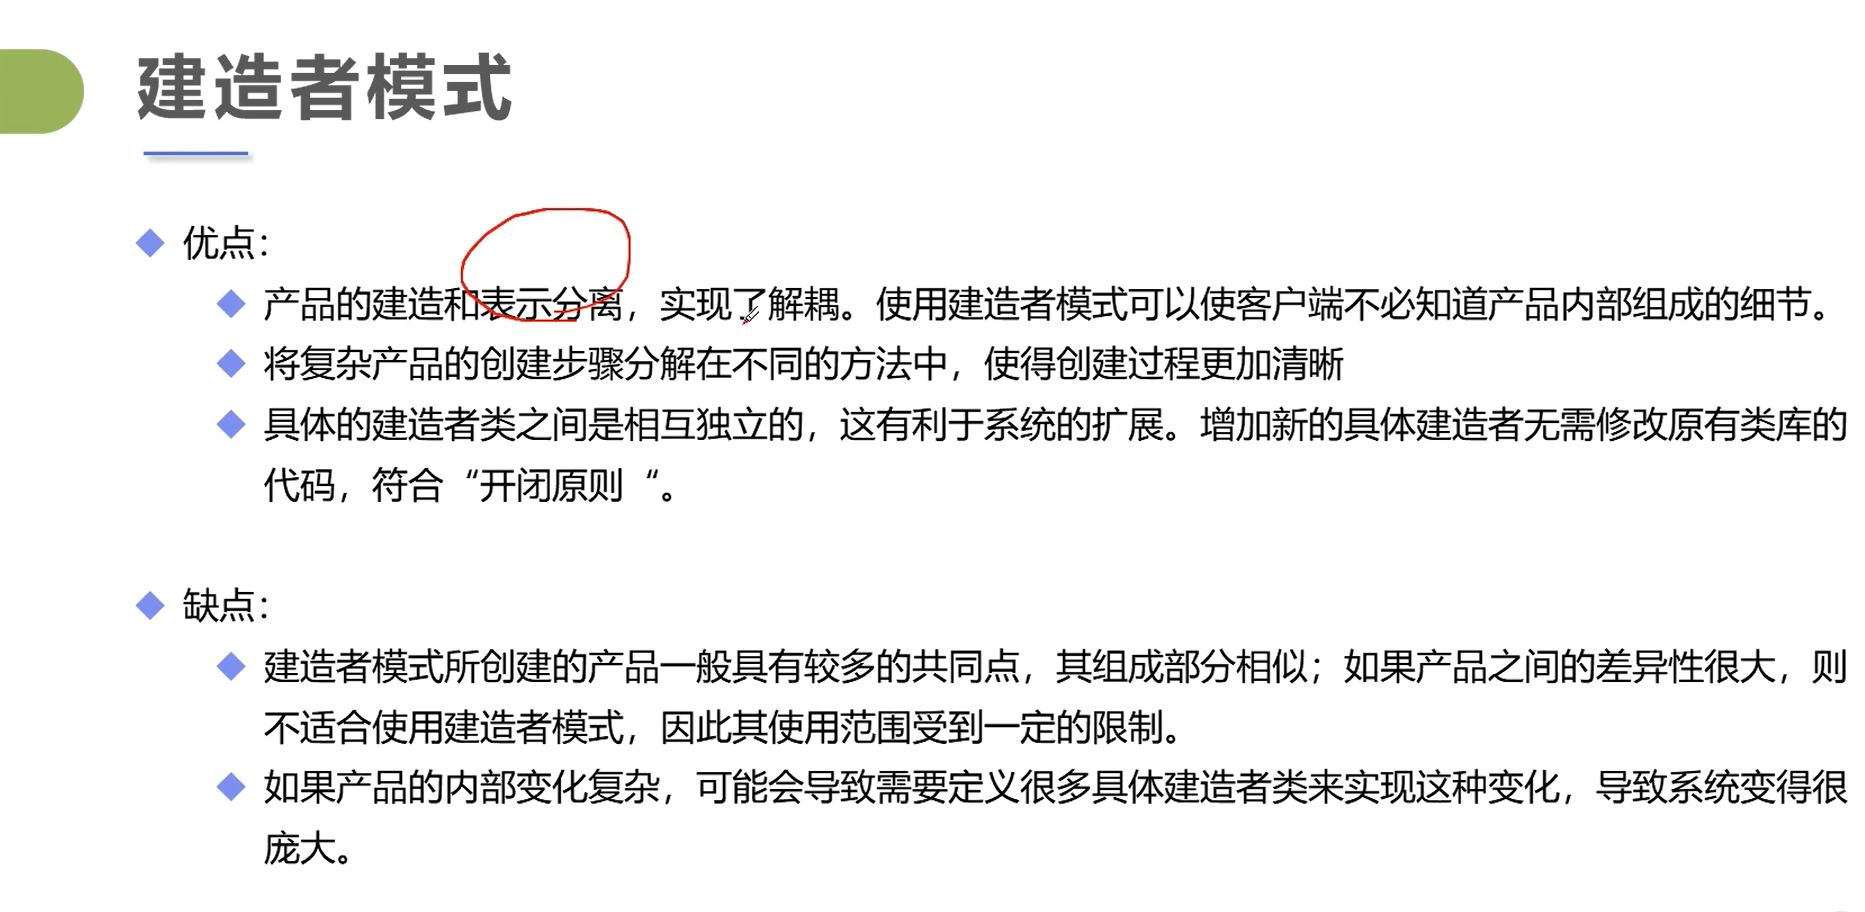 建造者模式
优点：
产品的建造和表示分离，实现了解耦。使用建造者模式可以使客户端不必知道产品内部组成的细节。
将复杂产品的创建步骤分解在不同的方法中，使得创建过程更加清晰
具体的建造者类之间是相互独立的，这有利于系统的扩展。增加新的具体建造者无需修改原有类库的
代码，符合“开闭原则“。
缺点：
建造者模式所创建的产品一般具有较多的共同点，其组成部分相似；如果产品之间的差异性很大，则
不适合使用建造者模式，因此其使用范围受到一定的限制。
如果产品的内部变化复杂，可能会导致需要定义很多具体建造者类来实现这种变化，导致系统变得很
庞大。